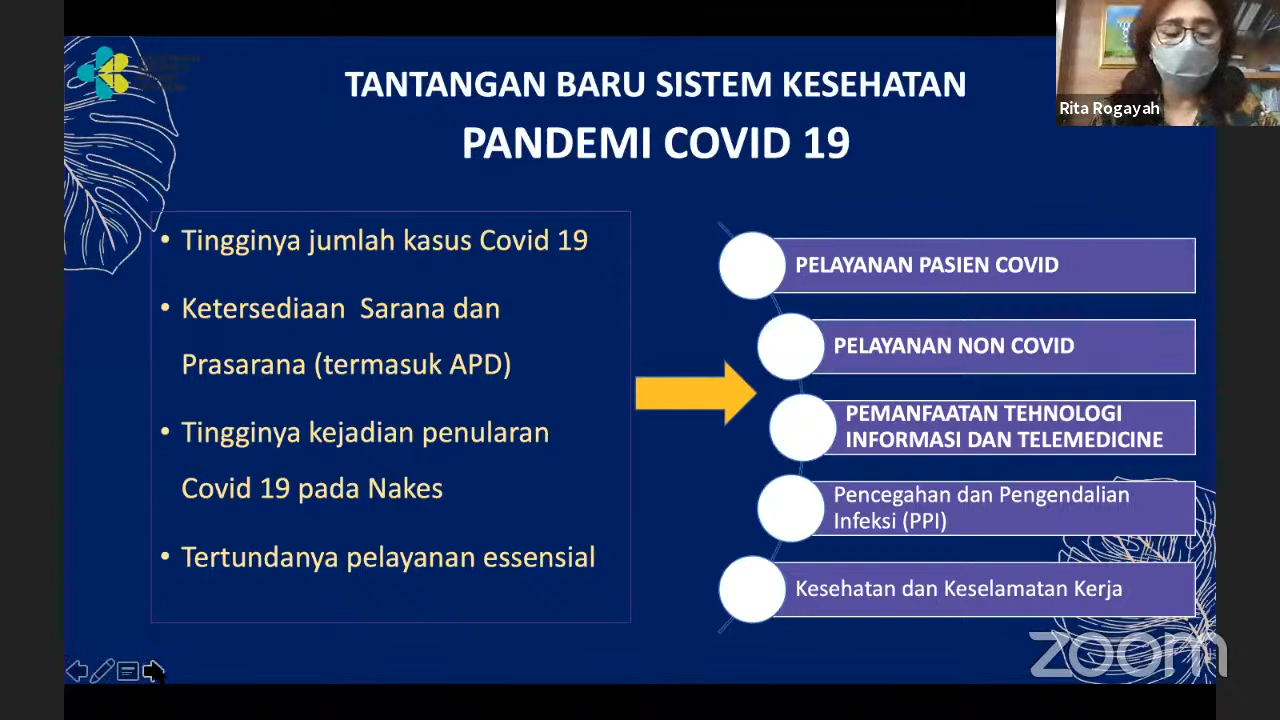 TANTANGAN BARU SISTEM KESEHATAN
PANDEMI COVID 19
Rita Rogayah
• Tingginya jumlah kasus Covid 19
• Ketersediaan Sarana dan
Prasarana (termasuk APD)
• Tingginya kejadian penularan
Covid 19 pada Nakes
• Tertundanya pelayanan essensial
PELAYANAN PASIEN COVID
PELAYANAN NON COVID
PEMANFAATAN TEHNOLOGI
INFORMASI DAN TELEMEDICINE
Pencegahan dan Pengendalian
Infeksi (PPI)
Kesehatan dan Keselamatan Kerja
zoom